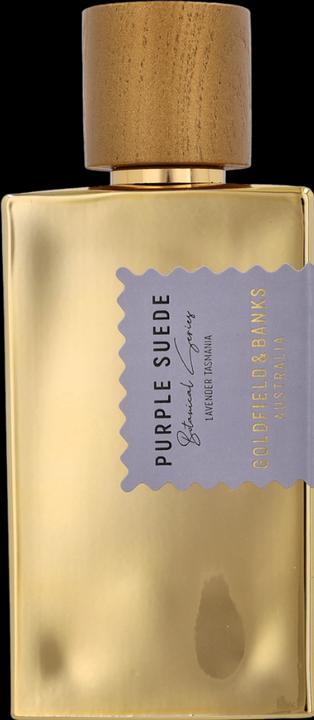 PURPLE SUEDE
Botanical Series
LAVENDER TASMANIA
GOLDFIELD & BANKS
AUSTRALIA